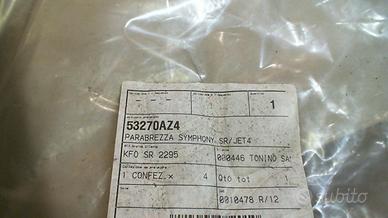 - - -
1
53270AZ4
PARABREZZA SYMPHONY SR/JET4
KFO SR 2295
000446 TONINO SA
1 CONFEZ. x 4 Qtò tot 1
0010478 R/12
subito